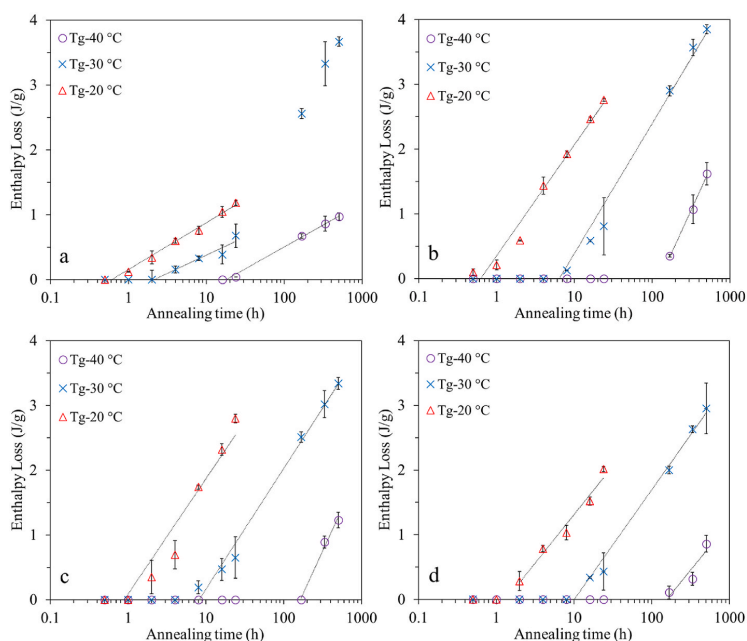 4
3
2
1
0
Enthalpy Loss (J/g)
Tg-40 °C
Tg-30 °C
Tg-20 °C
a
0.1 1 10 100 1000
Annealing time (h)
4
3
2
1
0
Enthalpy Loss (J/g)
Tg-40 °C
Tg-30 °C
Tg-20 °C
b
0.1 1 10 100 1000
Annealing time (h)
4
3
2
1
0
Enthalpy Loss (J/g)
Tg-40 °C
Tg-30 °C
Tg-20 °C
c
0.1 1 10 100 1000
Annealing time (h)
4
3
2
1
0
Enthalpy Loss (J/g)
Tg-40 °C
Tg-30 °C
Tg-20 °C
d
0.1 1 10 100 1000
Annealing time (h)